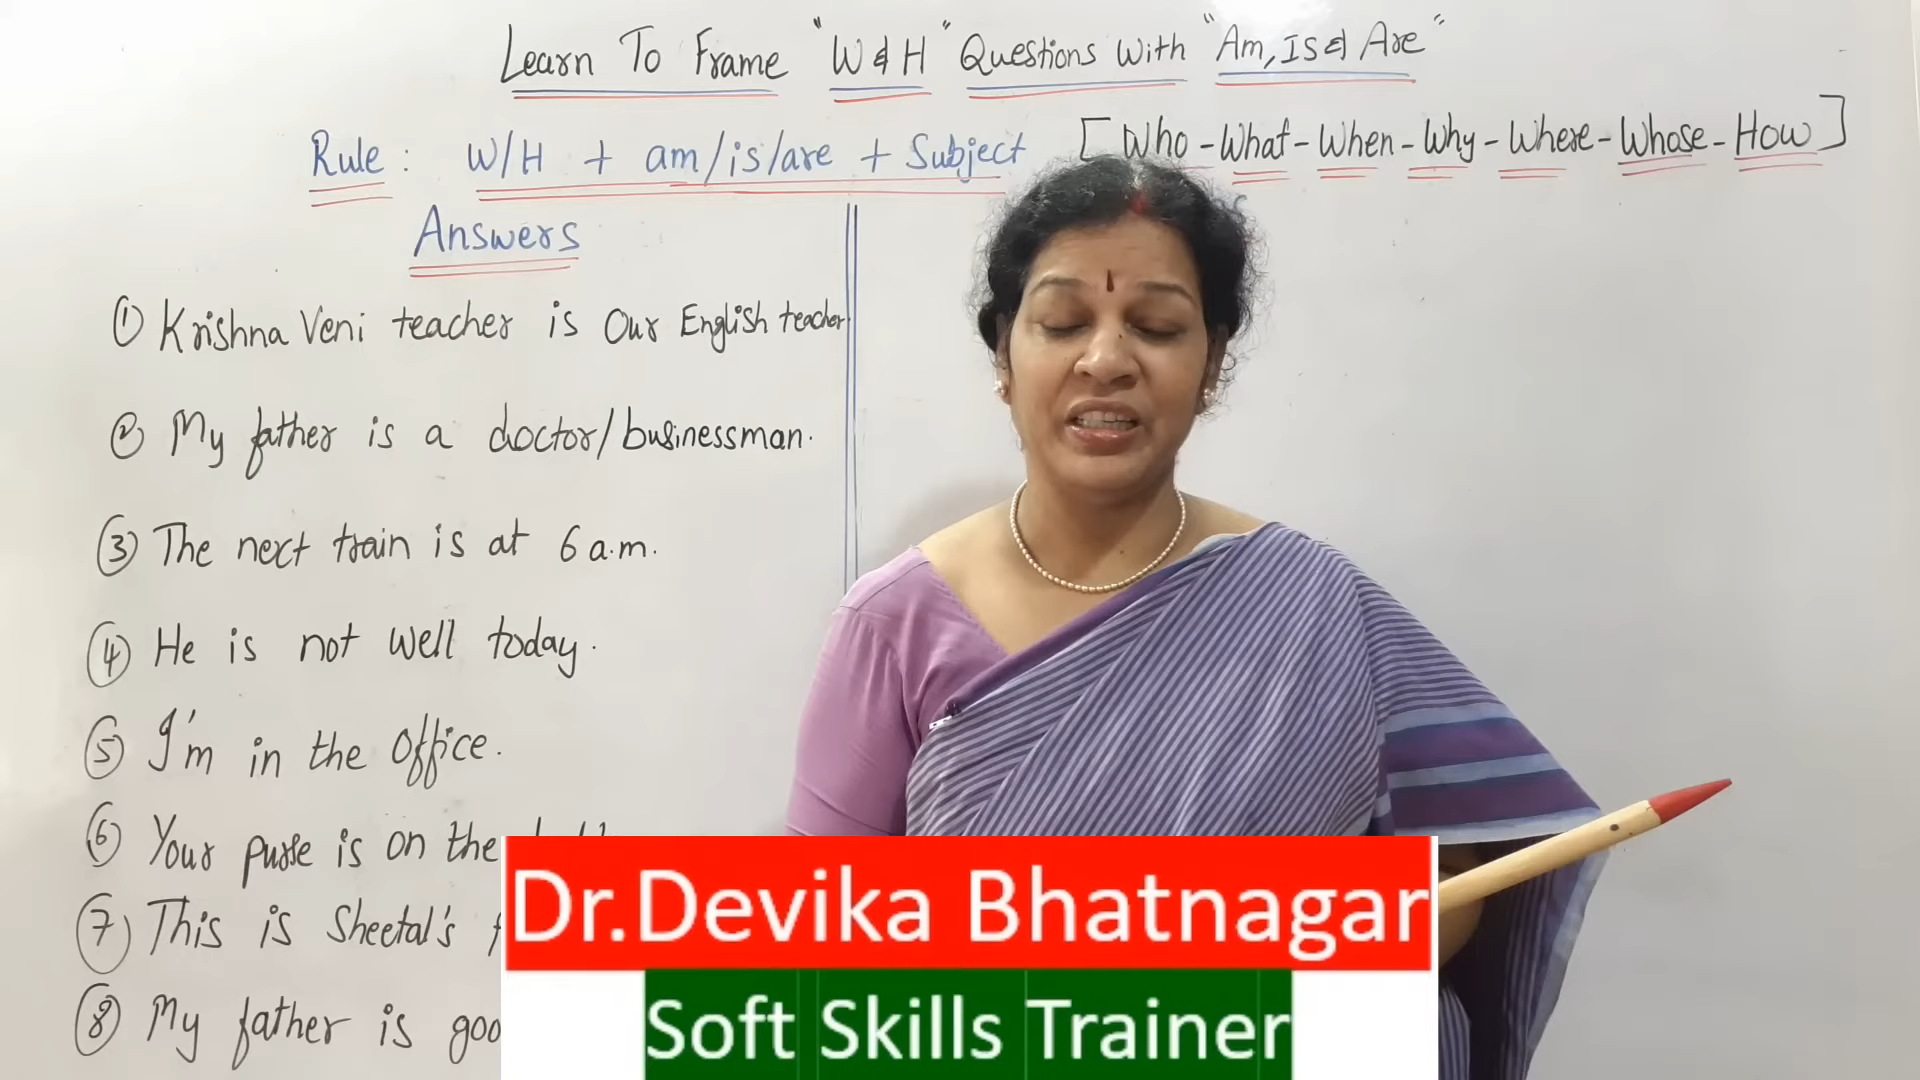 Learn To Frame "W & H" Questions With "Am, Is & Are"
Rule : W/H + am/is/are + Subject [Who - What - When - Why - Where - Whose - How]
Answers
① Krishna Veni teacher is Our English teacher
② My father is a doctor/businessman.
③ The next train is at 6 a.m.
④ He is not well today.
⑤ I'm in the Office.
⑥ Your purse is on the
⑦ This is Sheetal's
⑧ My father is
Dr.Devika Bhatnagar
Soft Skills Trainer